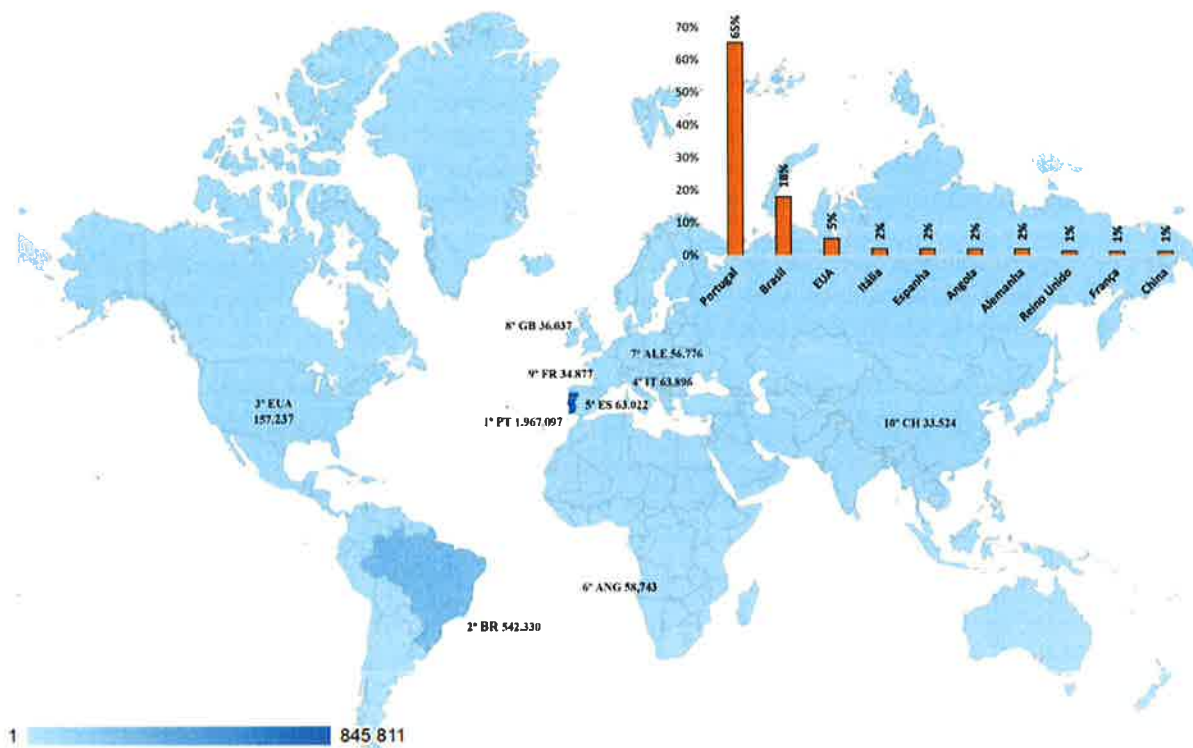 70%
60%
50%
40%
30%
20%
10%
0%
65%
18%
5%
2%
2%
2%
2%
1%
1%
1%
Portugal
Brasil
EUA
Itália
Espanha
Angola
Alemanha
Reino Unido
França
China
8º GB 36.037
7º ALE 56.776
9º FR 34.877
4º IT 63.896
3º EUA
157.237
5º ES 63.022
1º PT 1.967.097
10º CH 33.524
6º ANG 58,743
2º BR 542.330
1
845 811